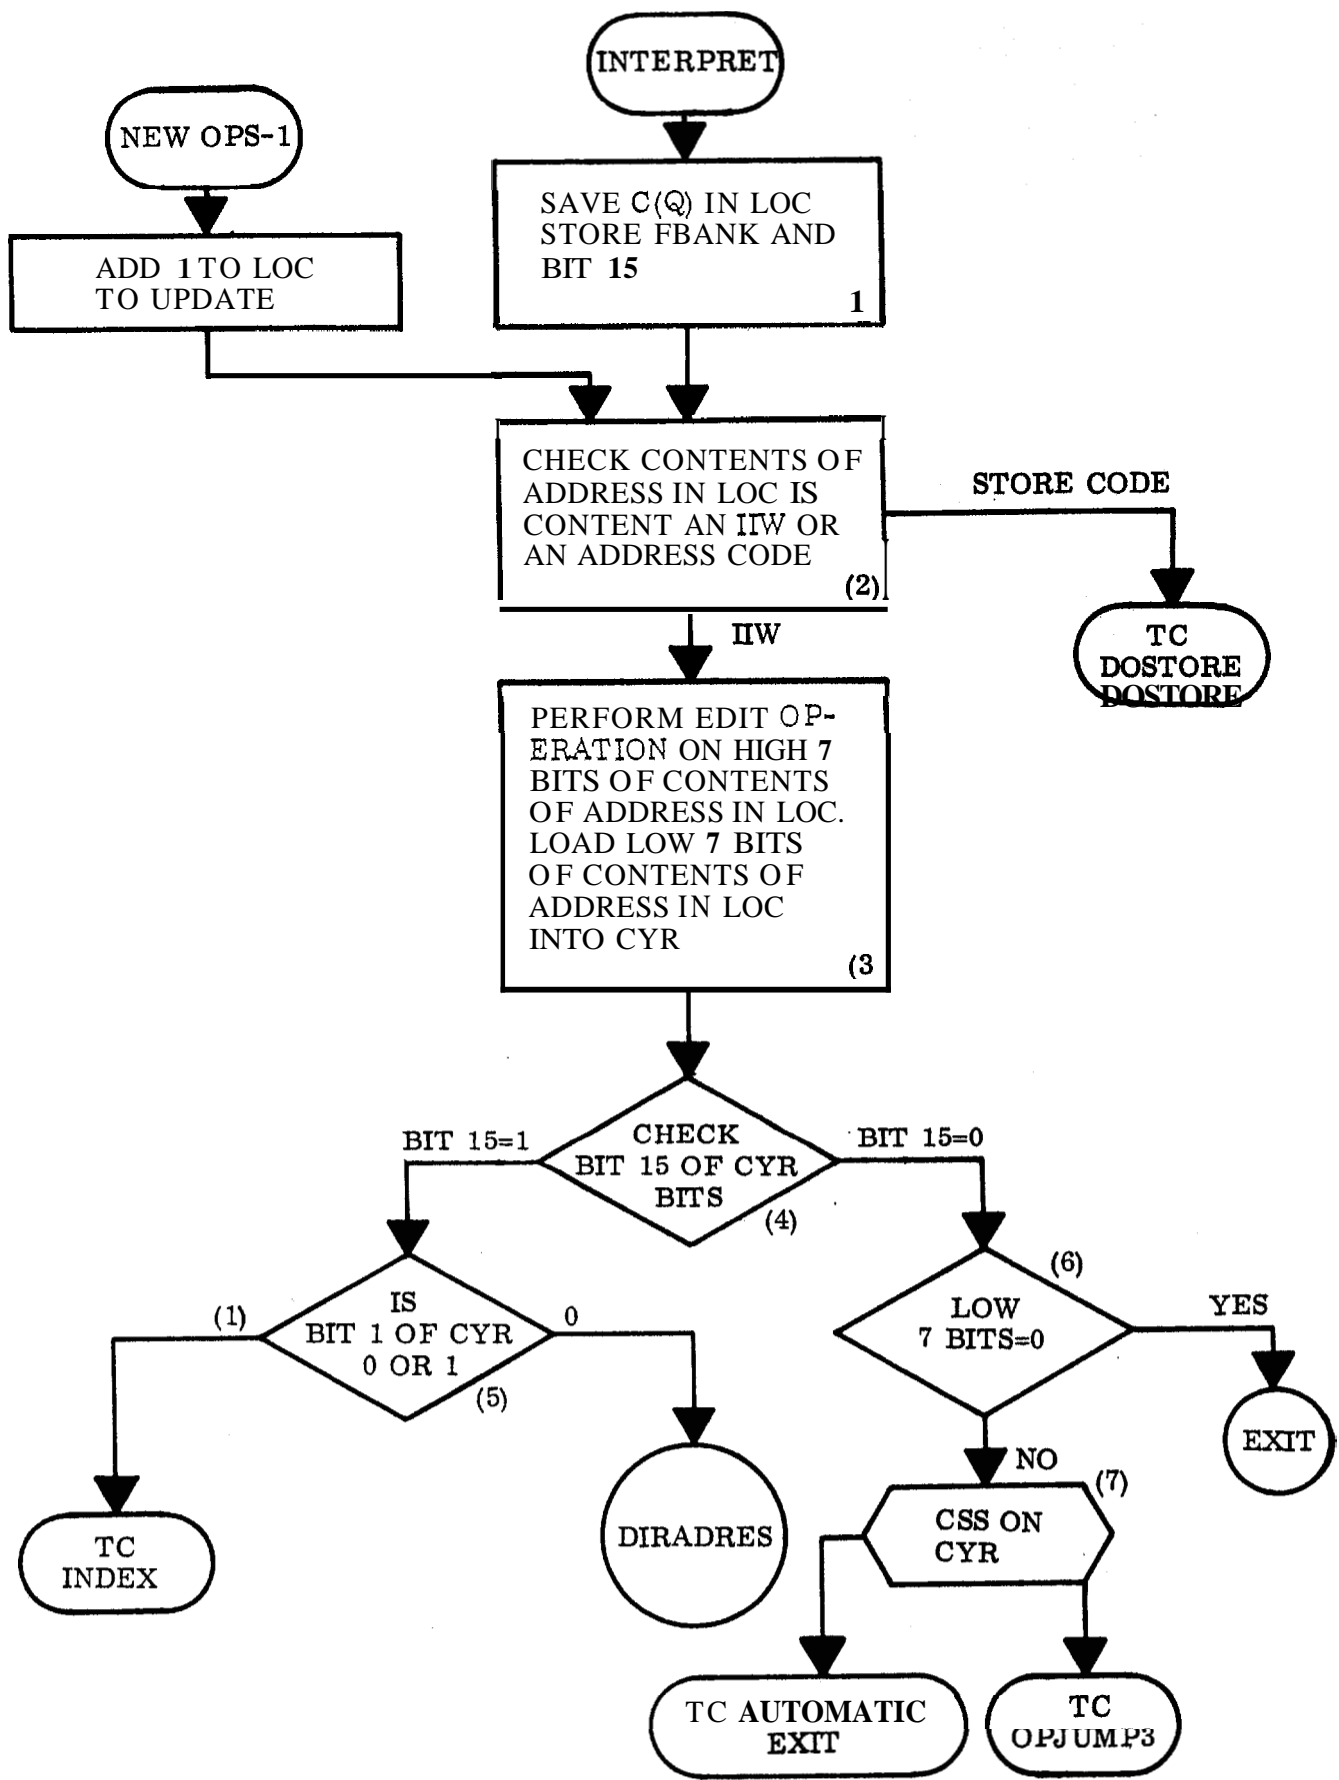 INTERPRET
NEW OPS-1
SAVE C(Q) IN LOC
STORE FBANK AND
BIT 15
1
ADD 1 TO LOC
TO UPDATE
CHECK CONTENTS OF
ADDRESS IN LOC IS
CONTENT AN IIW OR
AN ADDRESS CODE
(2)
STORE CODE
TC
DOSTORE
DOSTORE
IIW
PERFORM EDIT OP-
ERATION ON HIGH 7
BITS OF CONTENTS
OF ADDRESS IN LOC.
LOAD LOW 7 BITS
OF CONTENTS OF
ADDRESS IN LOC
INTO CYR
(3
CHECK
BIT 15 OF CYR
BITS
(4)
BIT 15=1
BIT 15=0
IS
BIT 1 OF CYR
0 OR 1
(5)
(1)
0
LOW
7 BITS=0
(6)
YES
EXIT
NO
CSS ON
CYR
(7)
TC
INDEX
DIRADRES
TC AUTOMATIC
EXIT
TC
OPJUMP3